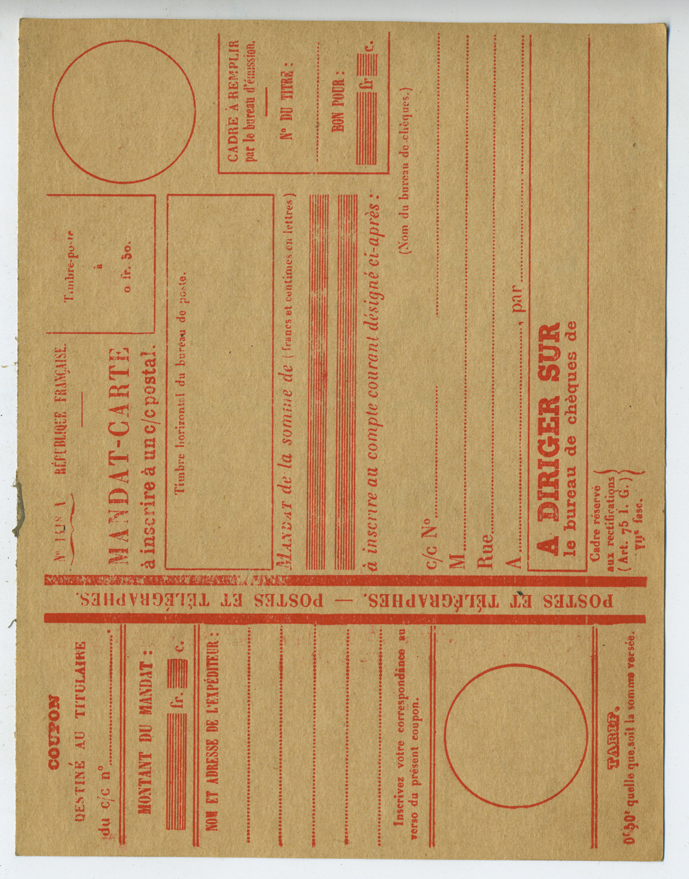 COUPON
DESTINÉ AU TITULAIRE
du c/c n°
MONTANT DU MANDAT :
fr. c.
NOM ET ADRESSE DE L'EXPÉDITEUR :
Inscrivez votre correspondance au
verso du présent coupon.
TARIF.
0f50c quelle que soit la somme versée.
POSTES ET TÉLÉGRAPHES. — POSTES ET TÉLÉGRAPHES.
N° 1428 A
RÉPUBLIQUE FRANÇAISE.
MANDAT-CARTE
à inscrire à un c/c postal.
Timbre-poste
à
0 fr. 50.
Timbre horizontal du bureau de poste.
CADRE À REMPLIR
par le bureau d'émission.
N° DU TITRE :
BON POUR :
fr c.
MANDAT de la somme de (francs et centimes en lettres)
à inscrire au compte courant désigné ci-après :
(Nom du bureau de chèques.)
c/c N°
M
Rue
A , par
A DIRIGER SUR
le bureau de chèques de
Cadre réservé
aux rectifications
(Art. 75 I. G.)
VIIe fasc.